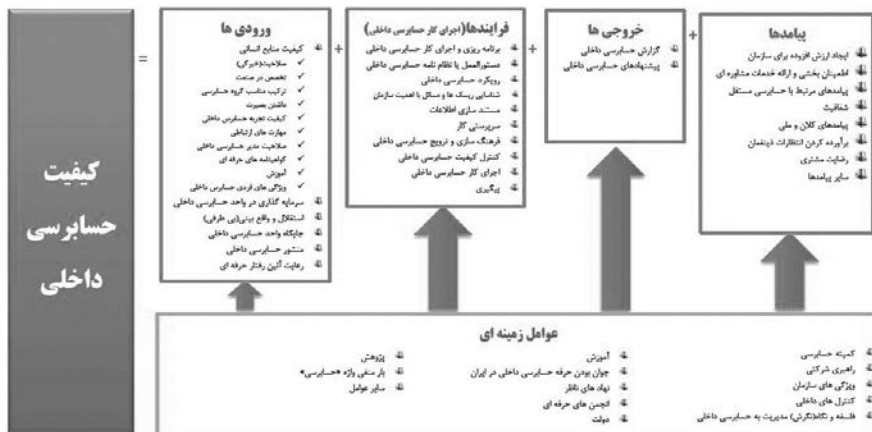 کیفیت
حسابرسی
داخلی
=
ورودی ها
کیفیت منابع انسانی
صلاحیت(خبرگی)
تخصص در صنعت
ترکیب مناسب گروه حسابرسی
داشتن بصیرت
کیفیت تجربه حسابرس داخلی
مهارت های ارتباطی
صلاحیت مدیر حسابرسی داخلی
گواهینامه های حرفه ای
آموزش
ویژگی های فردی حسابرس داخلی
سرمایه گذاری در واحد حسابرسی داخلی
استقلال و واقع بینی(بی طرفی)
جایگاه واحد حسابرسی داخلی
منشور حسابرسی داخلی
رعایت آئین رفتار حرفه ای
+
فرایندها(اجرای کار حسابرسی داخلی)
برنامه ریزی و اجرای کار حسابرسی داخلی
دستورالعمل یا نظام نامه حسابرسی داخلی
رویکرد حسابرسی داخلی
شناسایی ریسک ها و مسائل با اهمیت سازمان
مستند سازی اطلاعات
سرپرستی کار
فرهنگ سازی و ترویج حسابرسی داخلی
کنترل کیفیت حسابرسی داخلی
اجرای کار حسابرسی داخلی
پیگیری
+
خروجی ها
گزارش حسابرسی داخلی
پیشنهادهای حسابرسی داخلی
+
پیامدها
ایجاد ارزش افزوده برای سازمان
اطمینان بخشی و ارائه خدمات مشاوره ای
پیامدهای مرتبط با حسابرسی مستقل
شفافیت
پیامدهای کلان و ملی
برآورده کردن انتظارات ذینفعان
رضایت مشتری
سایر پیامدها
عوامل زمینه ای
کمیته حسابرسی
راهبری شرکتی
ویژگی های سازمان
کنترل های داخلی
فلسفه و نگاه(نگرش) مدیریت به حسابرسی داخلی
آموزش
جوان بودن حرفه حسابرسی داخلی در ایران
نهاد های ناظر
انجمن های حرفه ای
دولت
پژوهش
بار منفی واژه «حسابرسی»
سایر عوامل